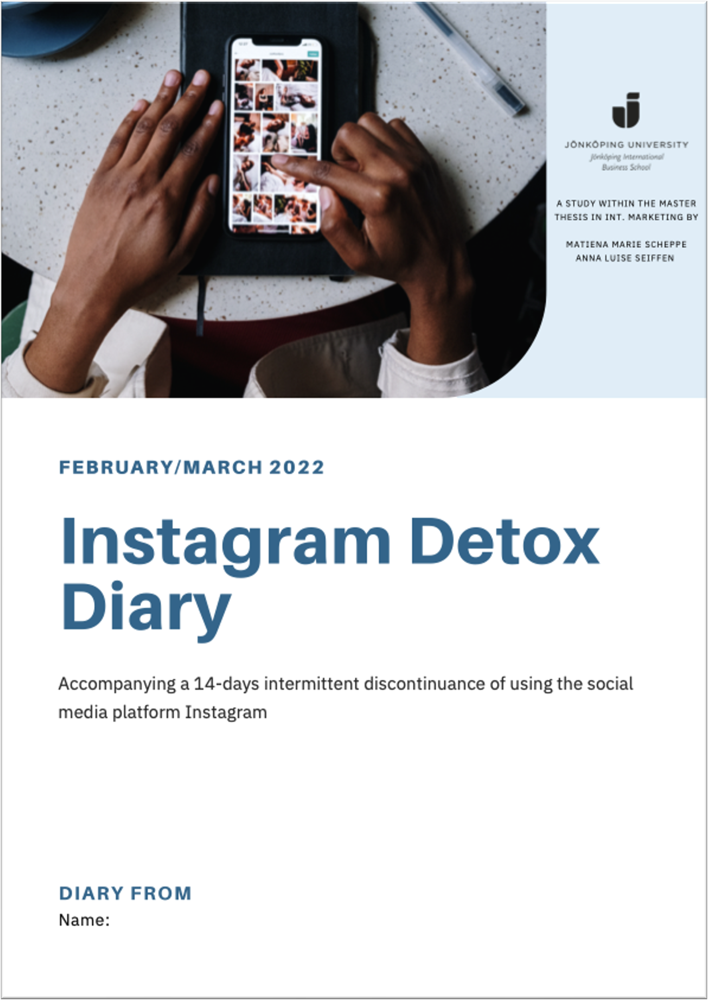 JÖNKÖPING UNIVERSITY
Jönköping International
Business School
A STUDY WITHIN THE MASTER
THESIS IN INT. MARKETING BY
MATIENA MARIE SCHEPPE
ANNA LUISE SEIFFEN
FEBRUARY/MARCH 2022
Instagram Detox
Diary
Accompanying a 14-days intermittent discontinuance of using the social
media platform Instagram
DIARY FROM
Name: